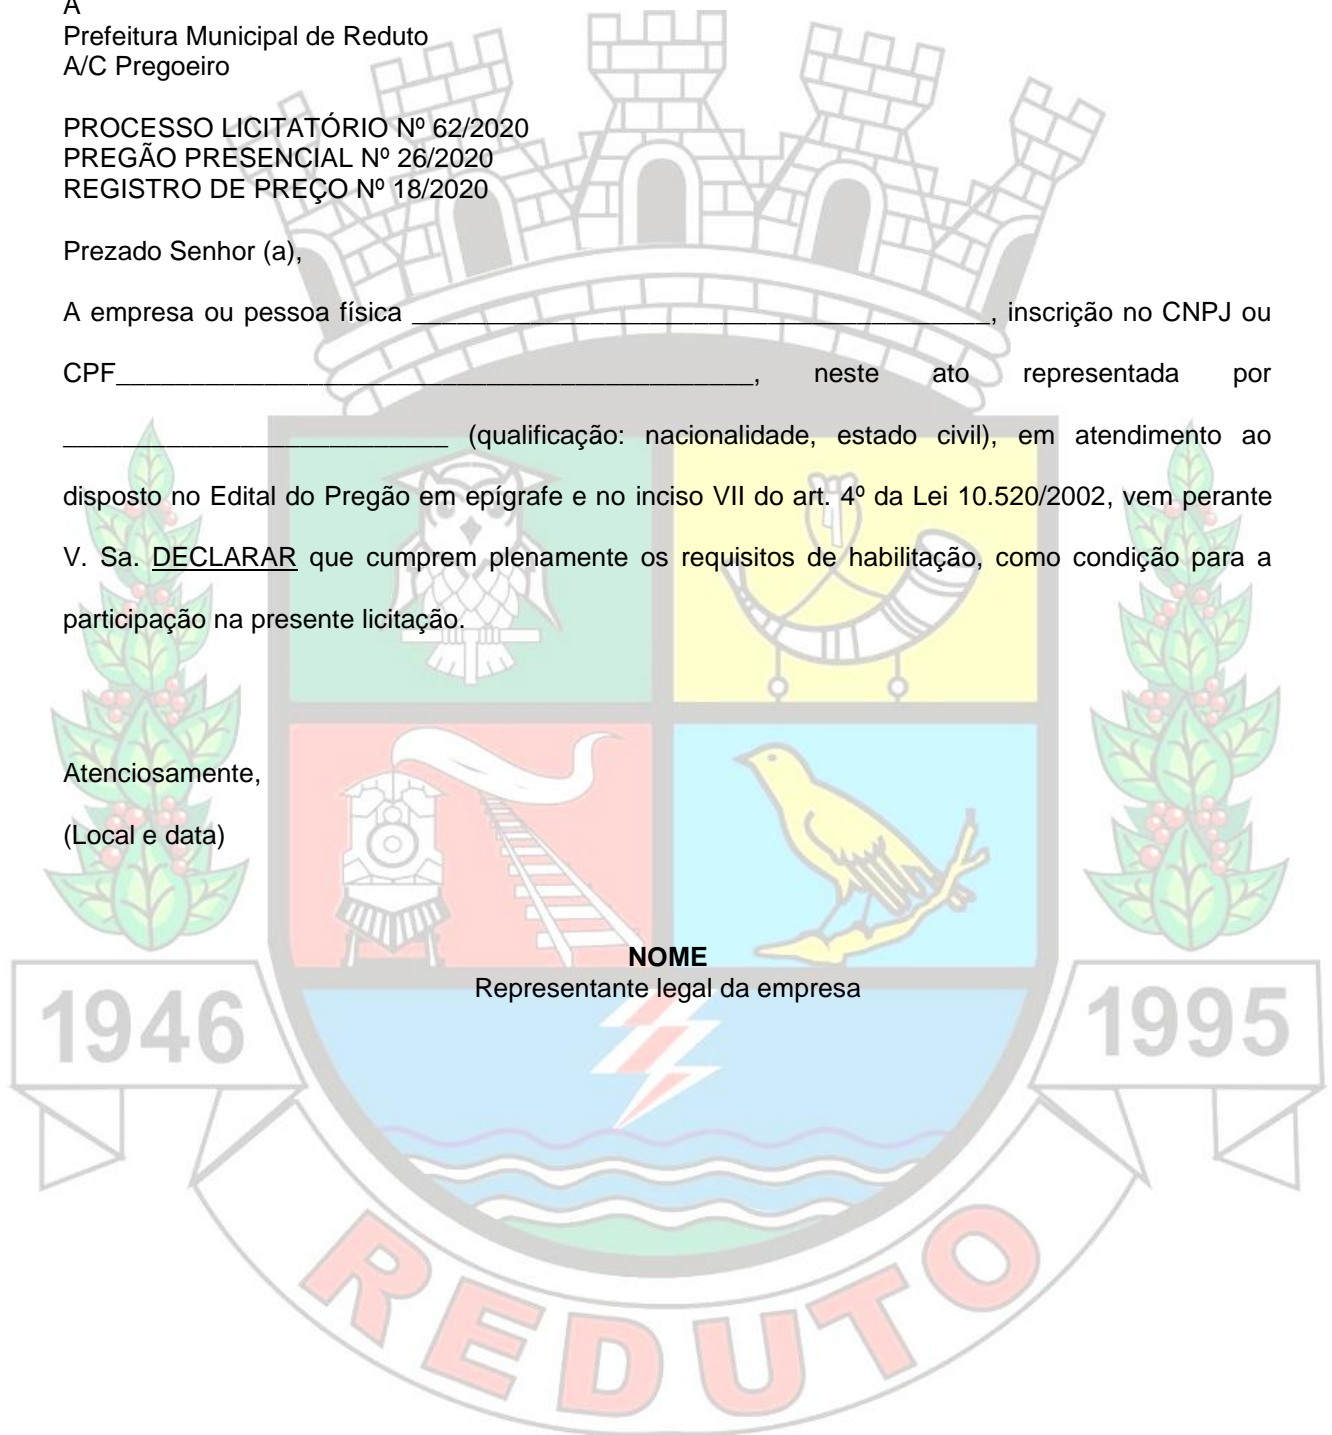 A
Prefeitura Municipal de Reduto
A/C Pregoeiro
PROCESSO LICITATÓRIO Nº 62/2020
PREGÃO PRESENCIAL Nº 26/2020
REGISTRO DE PREÇO Nº 18/2020
Prezado Senhor (a),
A empresa ou pessoa física _______________________________________, inscrição no CNPJ ou
CPF___________________________________________, neste ato representada por
__________________________ (qualificação: nacionalidade, estado civil), em atendimento ao
disposto no Edital do Pregão em epígrafe e no inciso VII do art. 4º da Lei 10.520/2002, vem perante
V. Sa. DECLARAR que cumprem plenamente os requisitos de habilitação, como condição para a
participação na presente licitação.
Atenciosamente,
(Local e data)
NOME
Representante legal da empresa
1946
1995
REDUTO